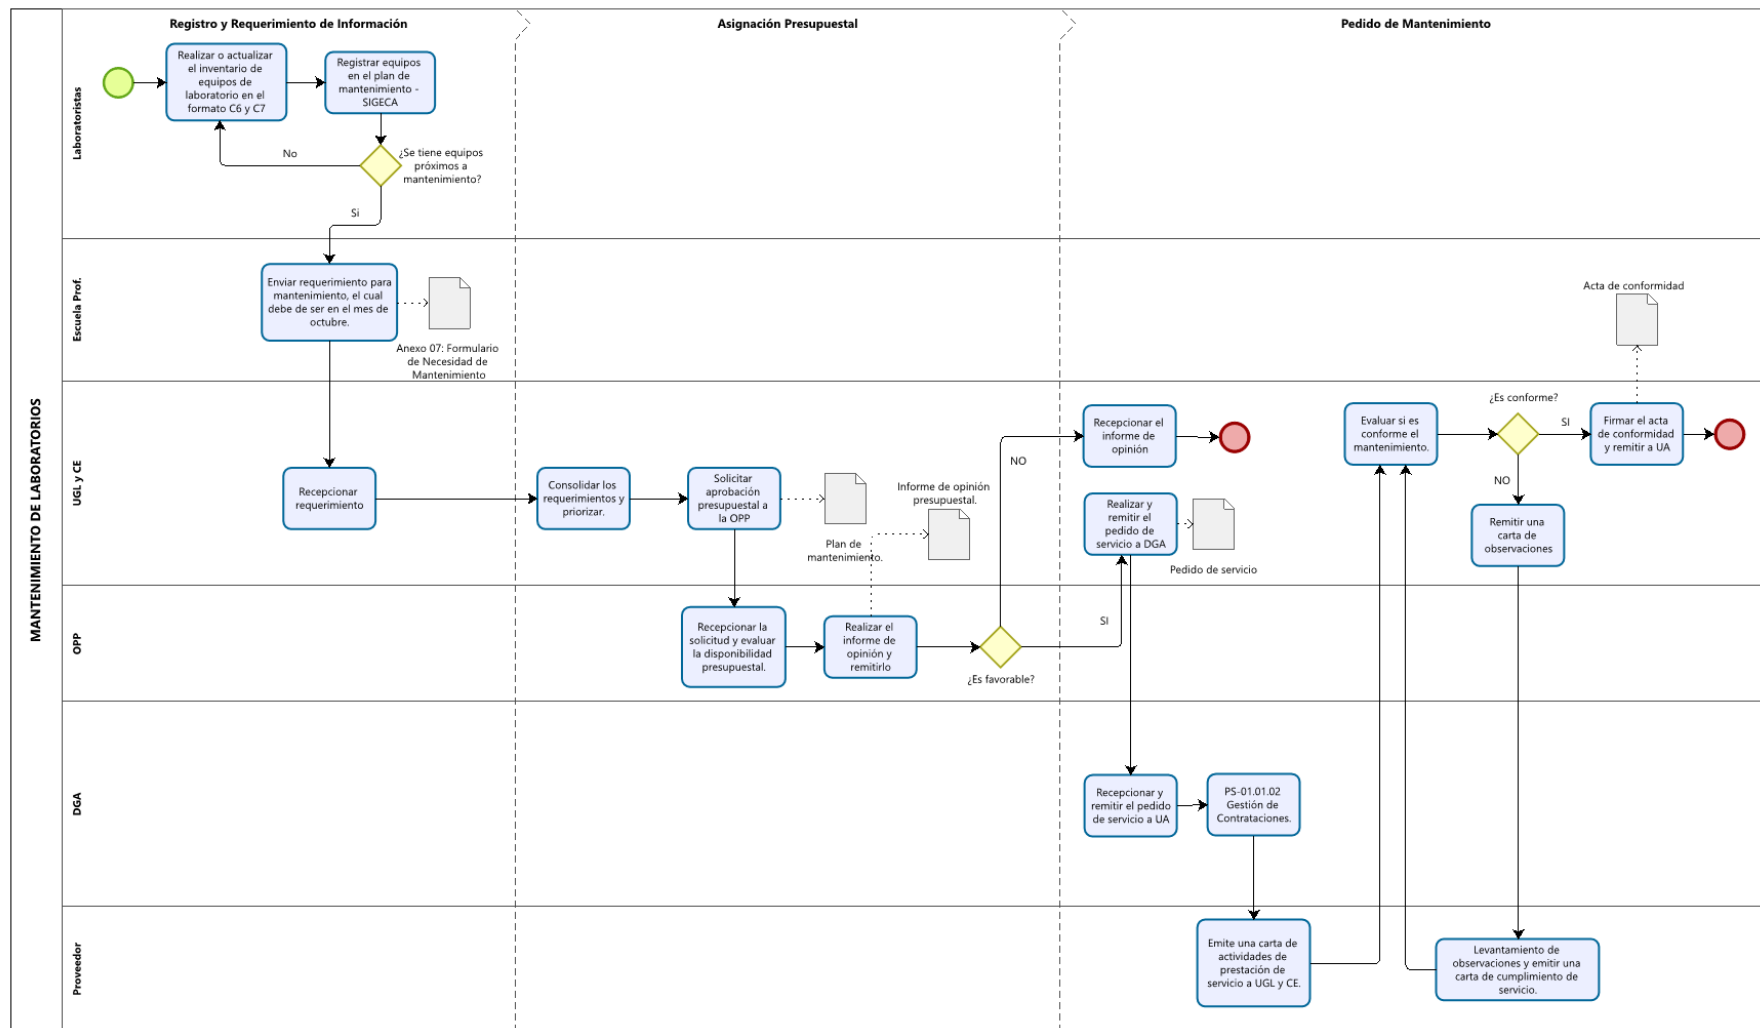 MANTENIMIENTO DE LABORATORIOS
Registro y Requerimiento de Información
Asignación Presupuestal
Pedido de Mantenimiento
Laboratoristas
Realizar o actualizar
el inventario de
equipos de
laboratorio en el
formato C6 y C7
Registrar equipos
en el plan de
mantenimiento -
SIGECA
¿Se tiene equipos
próximos a
mantenimiento?
No
Si
Escuela Prof.
Enviar requerimiento para
mantenimiento, el cual
debe de ser en el mes de
octubre.
Anexo 07: Formulario
de Necesidad de
Mantenimiento
Acta de conformidad
UGL y CE
Recepcionar
requerimiento
Consolidar los
requerimientos y
priorizar.
Solicitar
aprobación
presupuestal a
la OPP
Plan de
mantenimiento.
Informe de opinión
presupuestal.
NO
Recepcionar el
informe de
opinión
Realizar y
remitir el
pedido de
servicio a DGA
Pedido de servicio
Evaluar si es
conforme el
mantenimiento.
¿Es conforme?
SI
NO
Firmar el acta
de conformidad
y remitir a UA
Remitir una
carta de
observaciones
OPP
Recepcionar la
solicitud y evaluar
la disponibilidad
presupuestal.
Realizar el
informe de
opinión y
remitirlo
¿Es favorable?
SI
DGA
Recepcionar y
remitir el pedido
de servicio a UA
PS-01.01.02
Gestión de
Contrataciones.
Proveedor
Emite una carta de
actividades de
prestación de
servicio a UGL y CE.
Levantamiento de
observaciones y emitir una
carta de cumplimiento de
servicio.